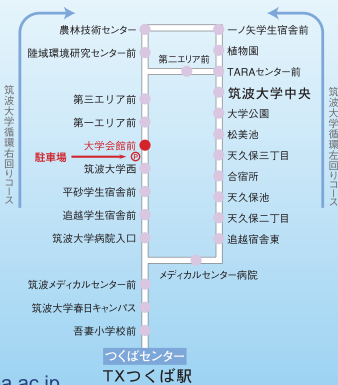 農林技術センター
陸域環境研究センター前
第三エリア前
第一エリア前
大学会館前
駐車場
P
筑波大学西
平砂学生宿舎前
追越学生宿舎前
筑波大学病院入口
筑波メディカルセンター前
筑波大学春日キャンパス
吾妻小学校前
つくばセンター
TXつくば駅
第二エリア前
一ノ矢学生宿舎前
植物園
TARAセンター前
筑波大学中央
大学公園
松美池
天久保三丁目
合宿所
天久保池
天久保二丁目
追越宿舎東
メディカルセンター病院
筑波大学循環右回りコース
筑波大学循環左回りコース
a.ac.jp